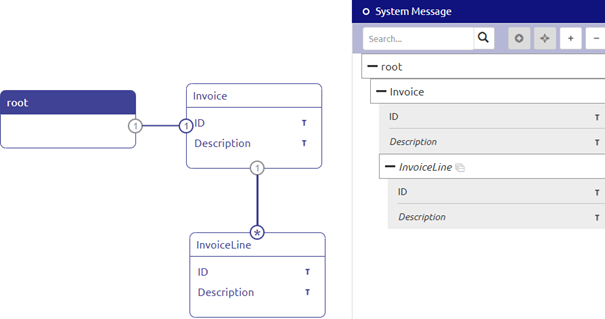 root
1
1
Invoice
ID T
Description T
1
*
InvoiceLine
ID T
Description T
System Message
Search...
+ −
root
Invoice
ID T
Description T
InvoiceLine
ID T
Description T